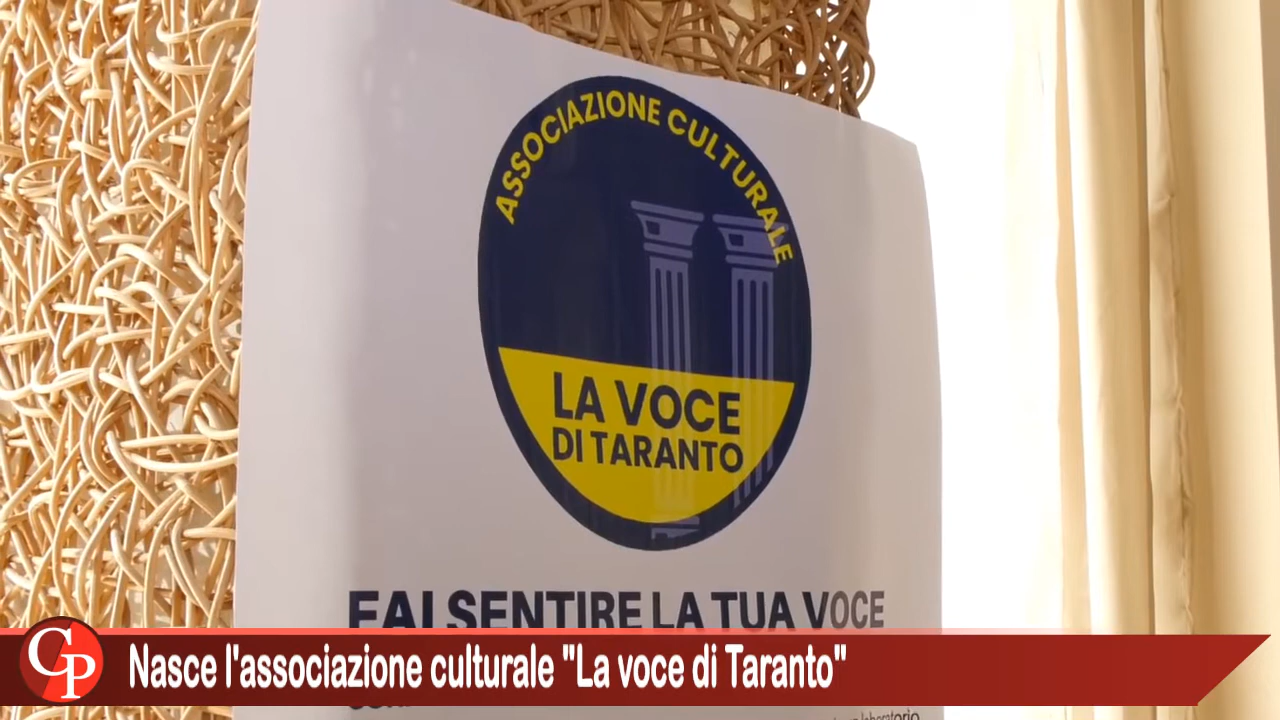 ASSOCIAZIONE CULTURALE
LA VOCE
DI TARANTO
FAI SENTIRE LA TUA VOCE
CP Nasce l'associazione culturale "La voce di Taranto"
laboratorio